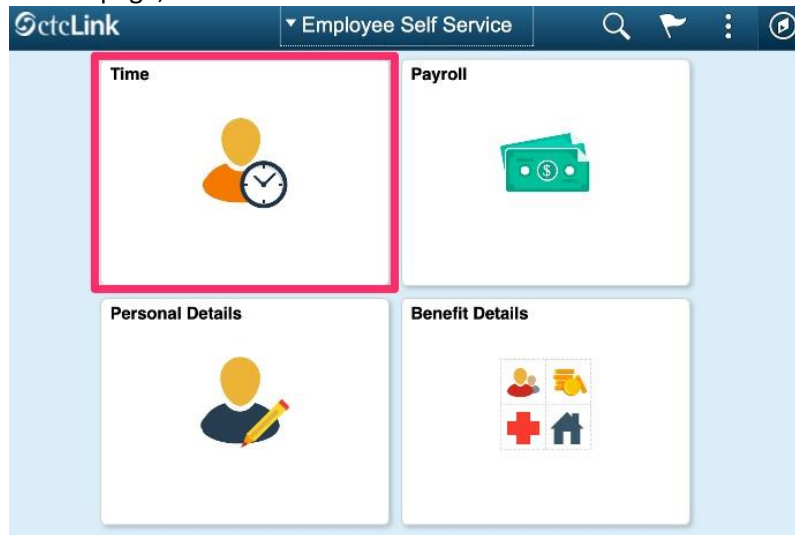 ctcLink
Employee Self Service
Time
Payroll
$
Personal Details
Benefit Details